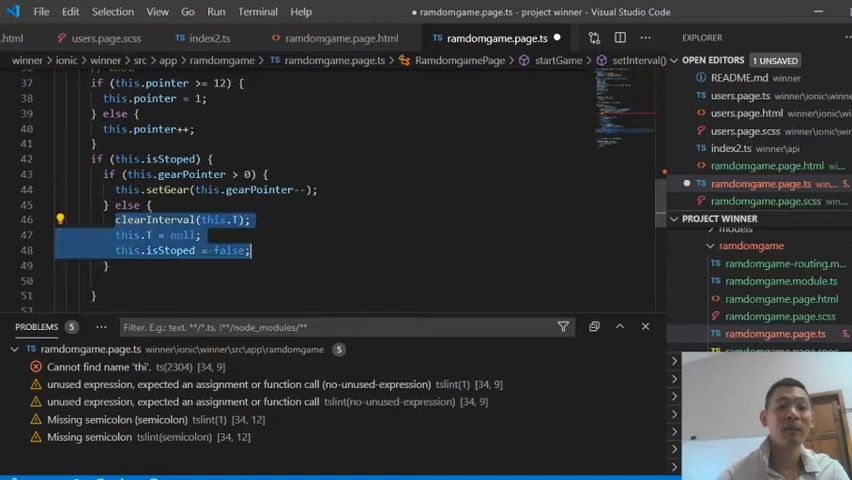 File Edit Selection View Go Run Terminal Help
● ramdomgame.page.ts - project winner - Visual Studio Code
.html users.page.scss TS index2.ts ramdomgame.page.html TS ramdomgame.page.ts ●
winner › ionic › winner › src › app › ramdomgame › TS ramdomgame.page.ts › RamdomgamePage › startGame › setInterval()
37 if (this.pointer >= 12) {
38 this.pointer = 1;
39 } else {
40 this.pointer++;
41 }
42 if (this.isStoped) {
43 if (this.gearPointer > 0) {
44 this.setGear(this.gearPointer--);
45 } else {
46 clearInterval(this.T);
47 this.T = null;
48 this.isStoped = false;
49 }
50
51 }
EXPLORER
OPEN EDITORS 1 UNSAVED
README.md
TS users.page.ts winner\ionic\win...
users.page.html winner\ionic\...
users.page.scss winner\ionic\...
TS index2.ts winner\api
ramdomgame.page.html win...
● TS ramdomgame.page.ts win... 5,
ramdomgame.page.scss win...
PROJECT WINNER
models
ramdomgame
TS ramdomgame-routing.m...
TS ramdomgame.module.ts
ramdomgame.page.html
ramdomgame.page.scss
TS ramdomgame.page.ts 5,
PROBLEMS 5 ... Filter. E.g.: text, **/*.ts, !**/node_modules/**
TS ramdomgame.page.ts winner\ionic\winner\src\app\ramdomgame 5
Cannot find name 'thi'. ts(2304) [34, 9]
unused expression, expected an assignment or function call (no-unused-expression) tslint(1) [34, 9]
unused expression, expected an assignment or function call tslint(no-unused-expression) [34, 9]
Missing semicolon (semicolon) tslint(1) [34, 12]
Missing semicolon tslint(semicolon) [34, 12]